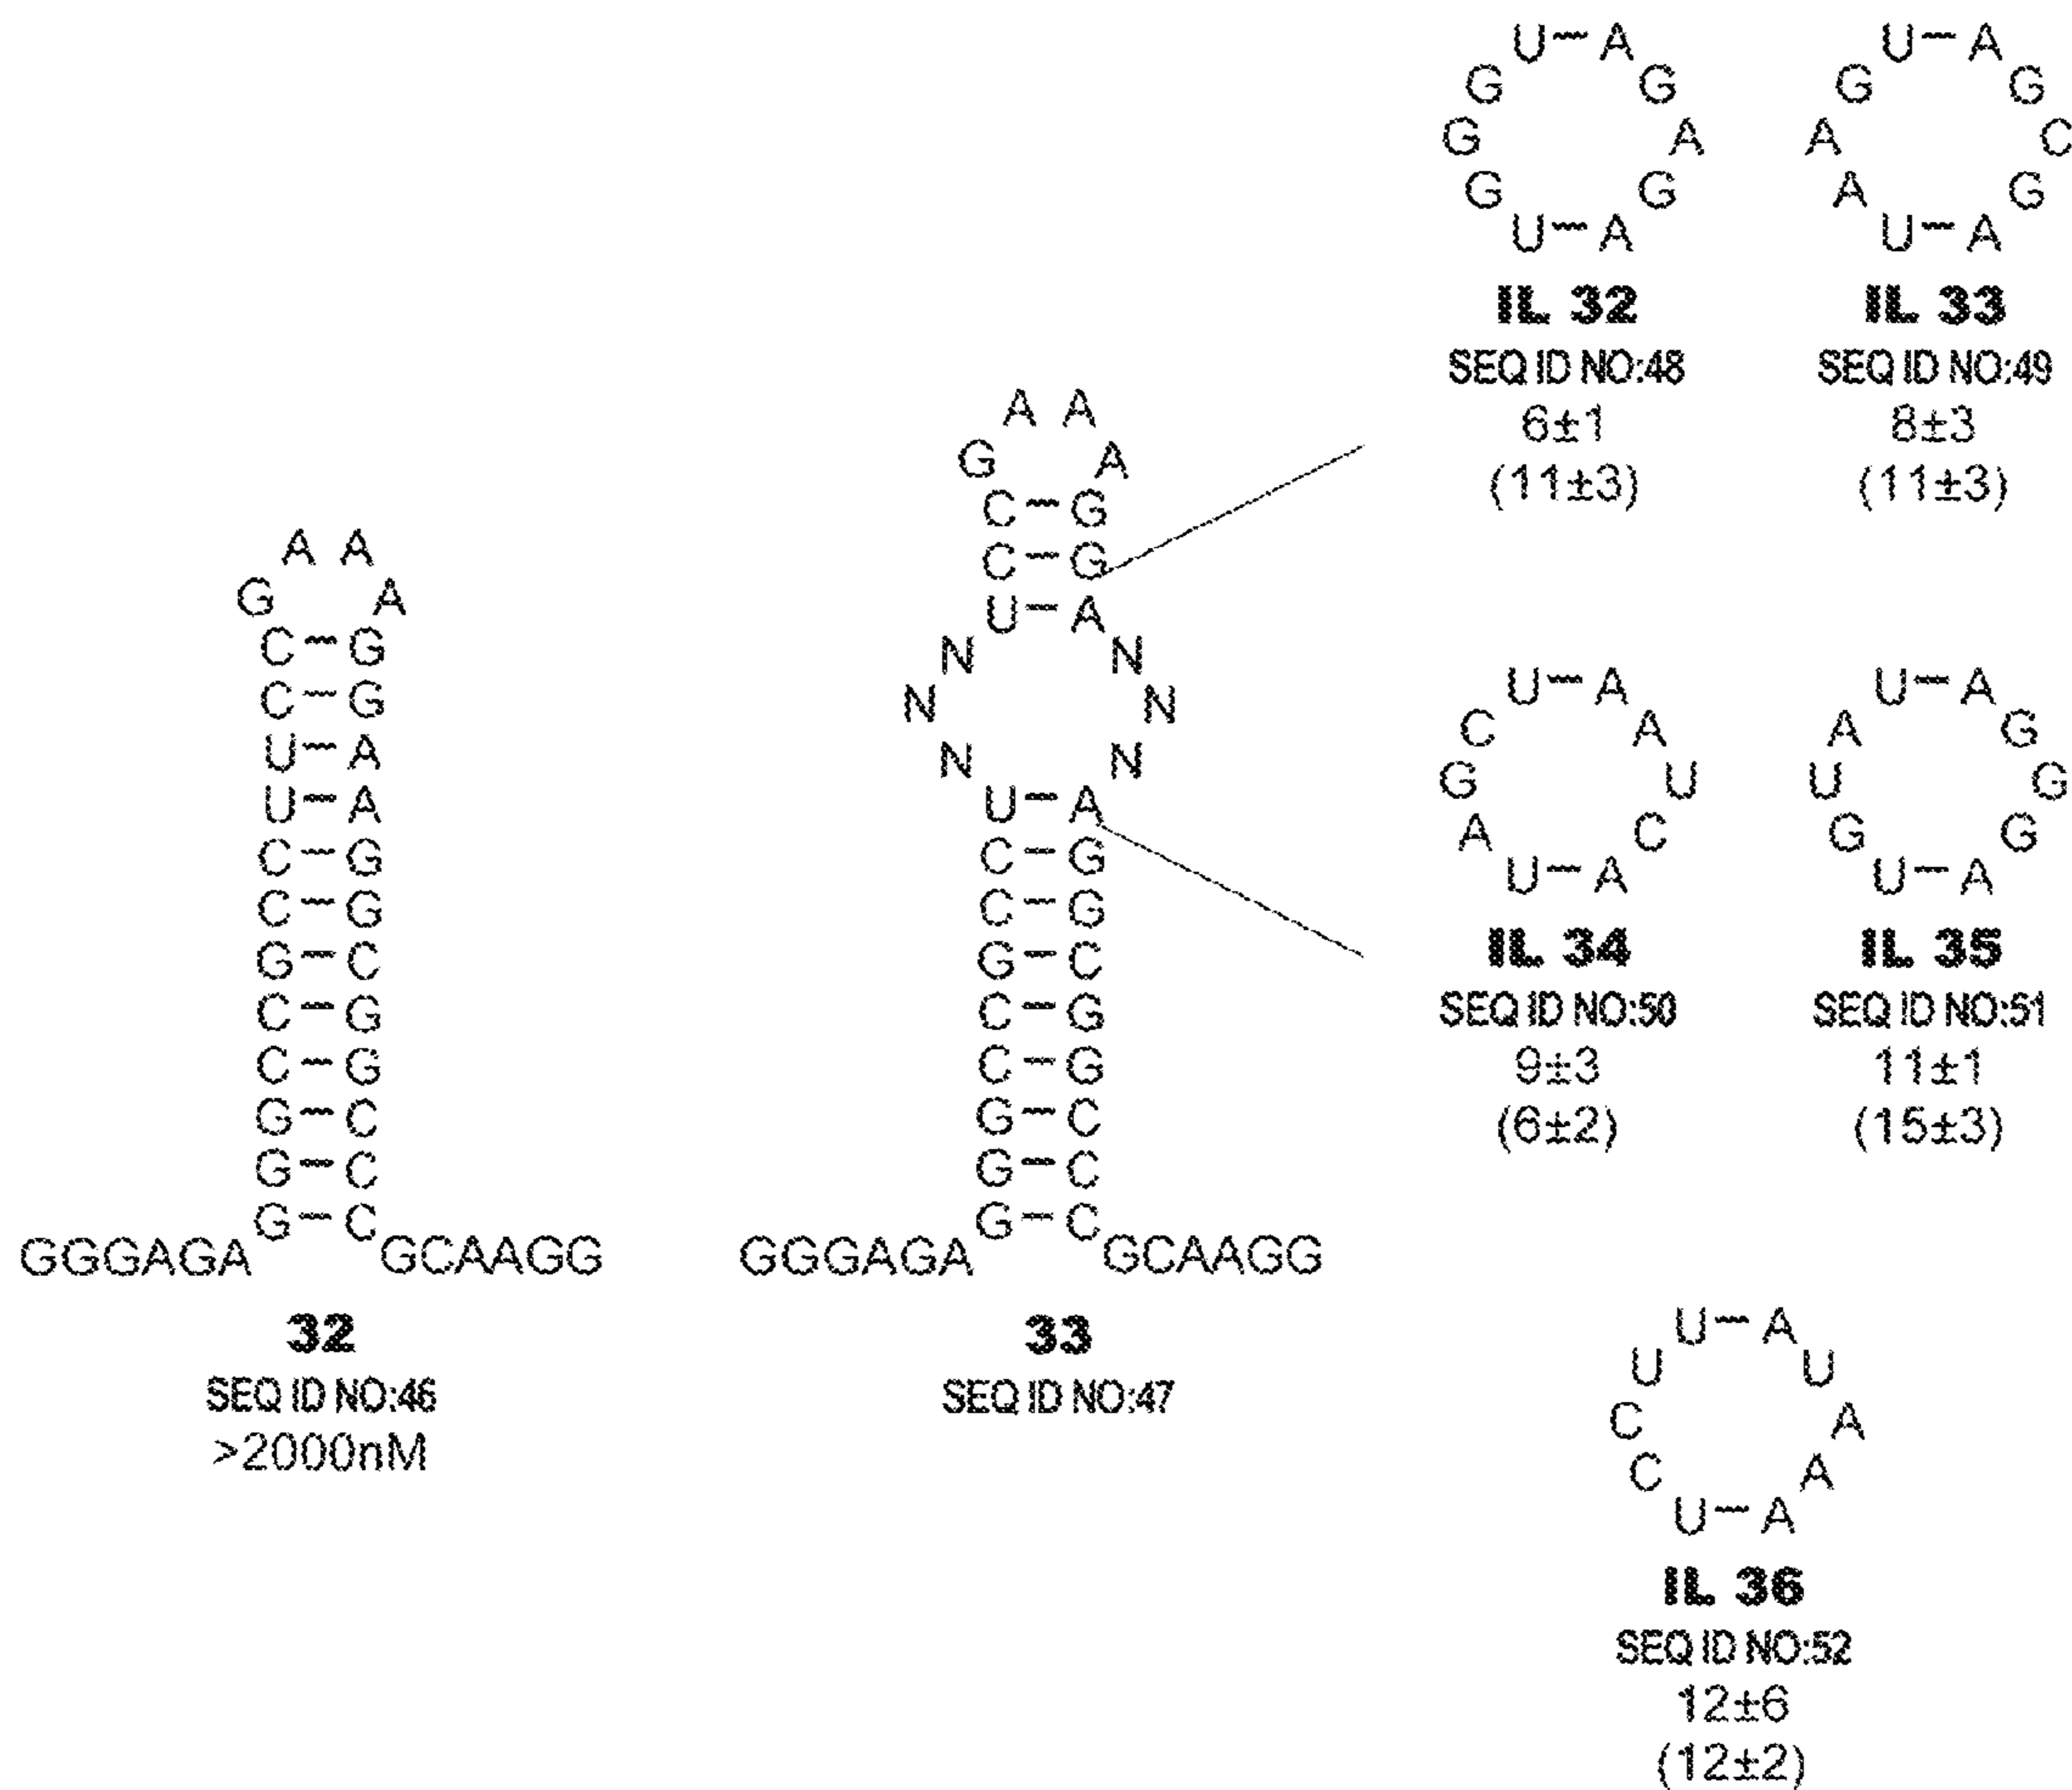 A A
G A
C - G
C - G
U - A
U - A
C - G
C - G
G - C
C - G
C - G
G - C
G - C
G - C
GGGAGA GCAAGG
32
SEQ ID NO:46
>2000nM
A A
G A
C - G
C - G
U - A
N N
N N
N N
U - A
C - G
C - G
G - C
C - G
C - G
G - C
G - C
G - C
GGGAGA GCAAGG
33
SEQ ID NO:47
U - A
G G
G A
G G
U - A
IL 32
SEQ ID NO:48
6±1
(11±3)
U - A
G G
A C
A G
U - A
IL 33
SEQ ID NO:49
8±3
(11±3)
U - A
C A
G U
A C
U - A
IL 34
SEQ ID NO:50
9±3
(6±2)
U - A
A G
U G
G G
U - A
IL 35
SEQ ID NO:51
11±1
(15±3)
U - A
U U
C A
C A
U - A
IL 36
SEQ ID NO:52
12±6
(12±2)